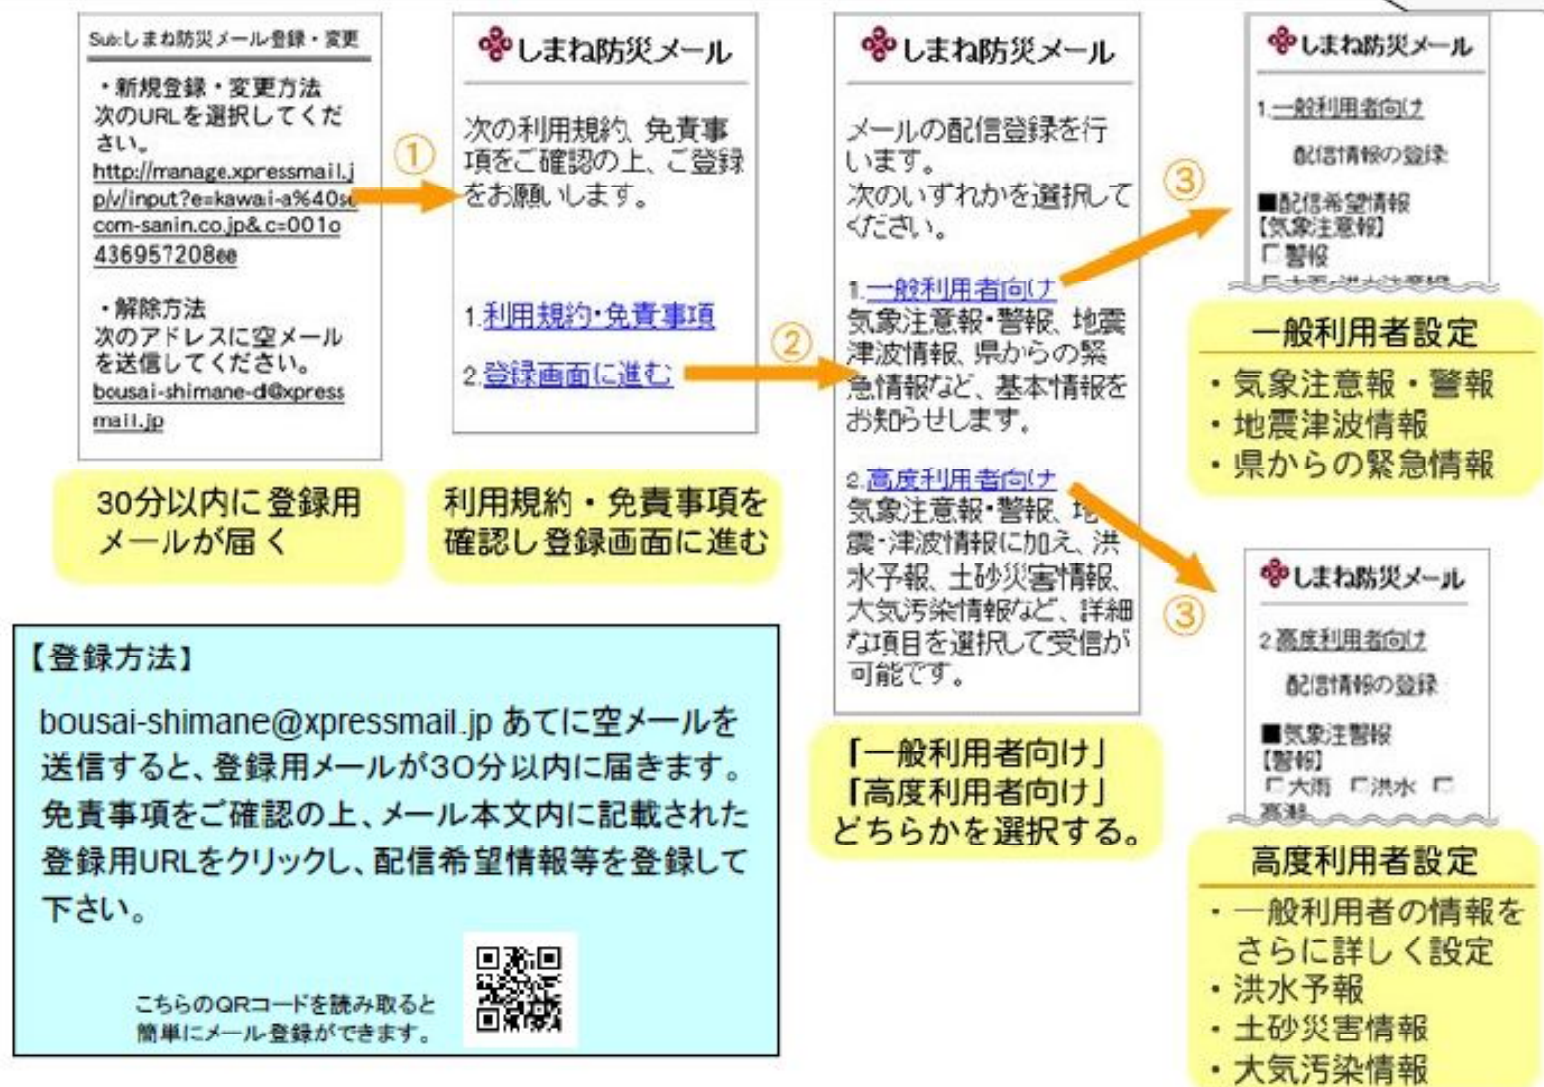 Sub:しまね防災メール登録・変更
・新規登録・変更方法
次のURLを選択してくだ
さい。
http://manage.xpressmail.j
p/v/input?e=kawai-a%40se
com-sanin.co.jp&c=001o
436957208ee
・解除方法
次のアドレスに空メール
を送信してください。
bousai-shimane-d@xpress
mail.jp
30分以内に登録用
メールが届く
①
しまね防災メール
次の利用規約、免責事
項をご確認の上、ご登録
をお願いします。
1.利用規約・免責事項
2.登録画面に進む
利用規約・免責事項を
確認し登録画面に進む
②
しまね防災メール
メールの配信登録を行
います。
次のいずれかを選択して
ください。
1.一般利用者向け
気象注意報・警報、地震
津波情報、県からの緊
急情報など、基本情報を
お知らせします。
2.高度利用者向け
気象注意報・警報、地
震・津波情報に加え、洪
水予報、土砂災害情報、
大気汚染情報など、詳細
な項目を選択して受信が
可能です。
「一般利用者向け」
「高度利用者向け」
どちらかを選択する。
③
しまね防災メール
1.一般利用者向け
配信情報の登録
■配信希望情報
【気象注意報】
□警報
一般利用者設定
・気象注意報・警報
・地震津波情報
・県からの緊急情報
③
しまね防災メール
2.高度利用者向け
配信情報の登録
■気象注警報
【警報】
□大雨 □洪水 □
高潮
高度利用者設定
・一般利用者の情報を
さらに詳しく設定
・洪水予報
・土砂災害情報
・大気汚染情報
【登録方法】
bousai-shimane@xpressmail.jp あてに空メールを
送信すると、登録用メールが30分以内に届きます。
免責事項をご確認の上、メール本文内に記載された
登録用URLをクリックし、配信希望情報等を登録して
下さい。
こちらのQRコードを読み取ると
簡単にメール登録ができます。